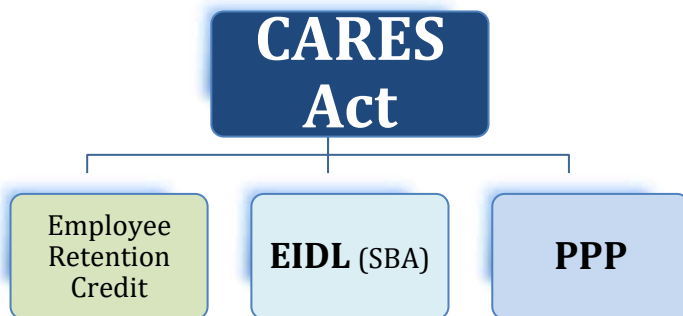 CARES
Act
Employee
Retention
Credit
EIDL (SBA)
PPP